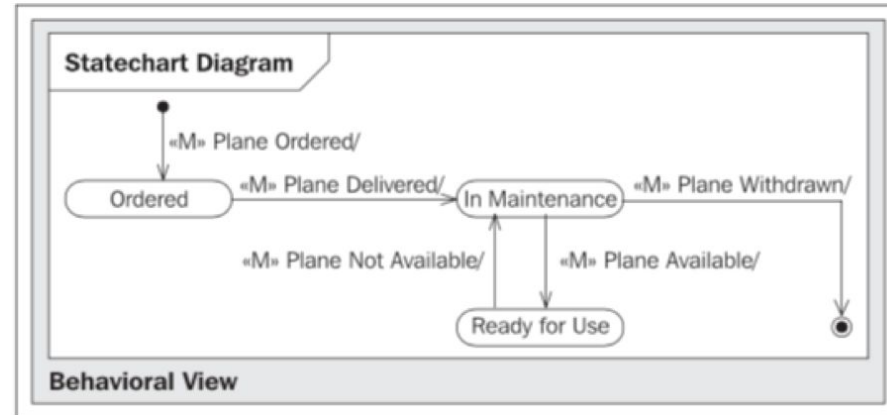 Statechart Diagram
«M» Plane Ordered/
Ordered
«M» Plane Delivered/
In Maintenance
«M» Plane Withdrawn/
«M» Plane Not Available/
«M» Plane Available/
Ready for Use
Behavioral View